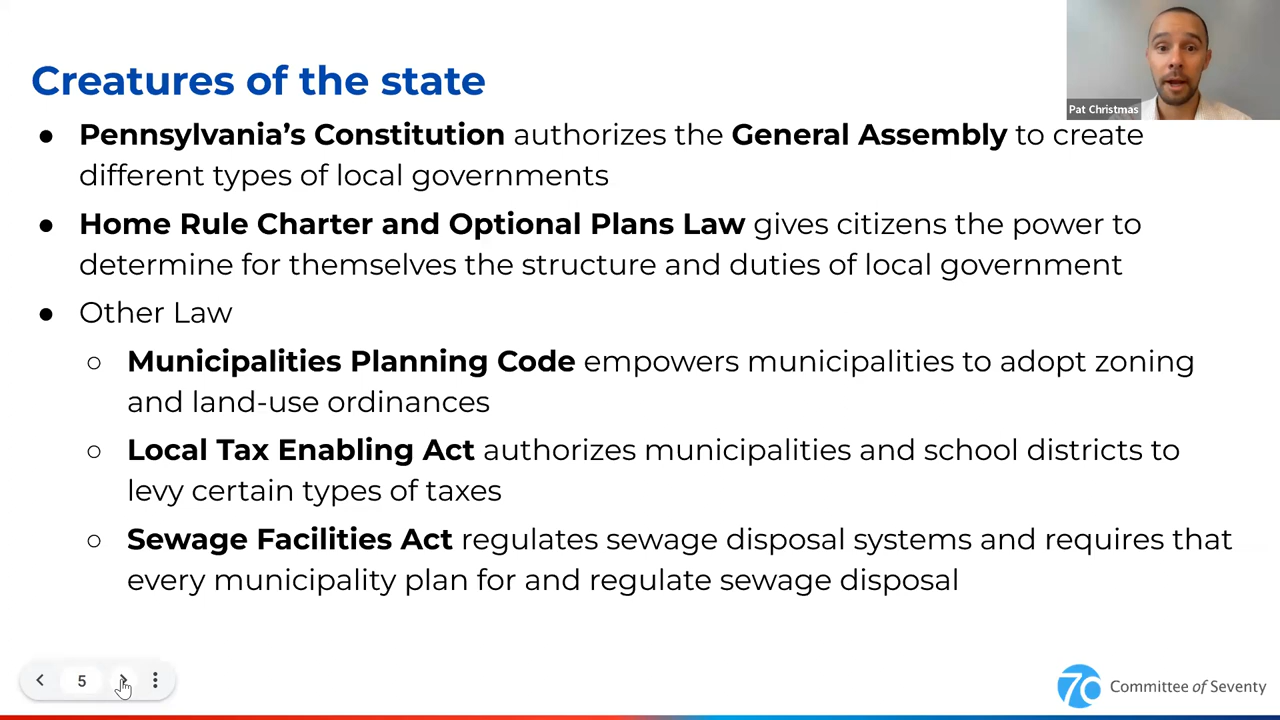 Creatures of the state
Pat Christmas
● Pennsylvania’s Constitution authorizes the General Assembly to create
different types of local governments
● Home Rule Charter and Optional Plans Law gives citizens the power to
determine for themselves the structure and duties of local government
● Other Law
○ Municipalities Planning Code empowers municipalities to adopt zoning
and land-use ordinances
○ Local Tax Enabling Act authorizes municipalities and school districts to
levy certain types of taxes
○ Sewage Facilities Act regulates sewage disposal systems and requires that
every municipality plan for and regulate sewage disposal
5
70 Committee of Seventy